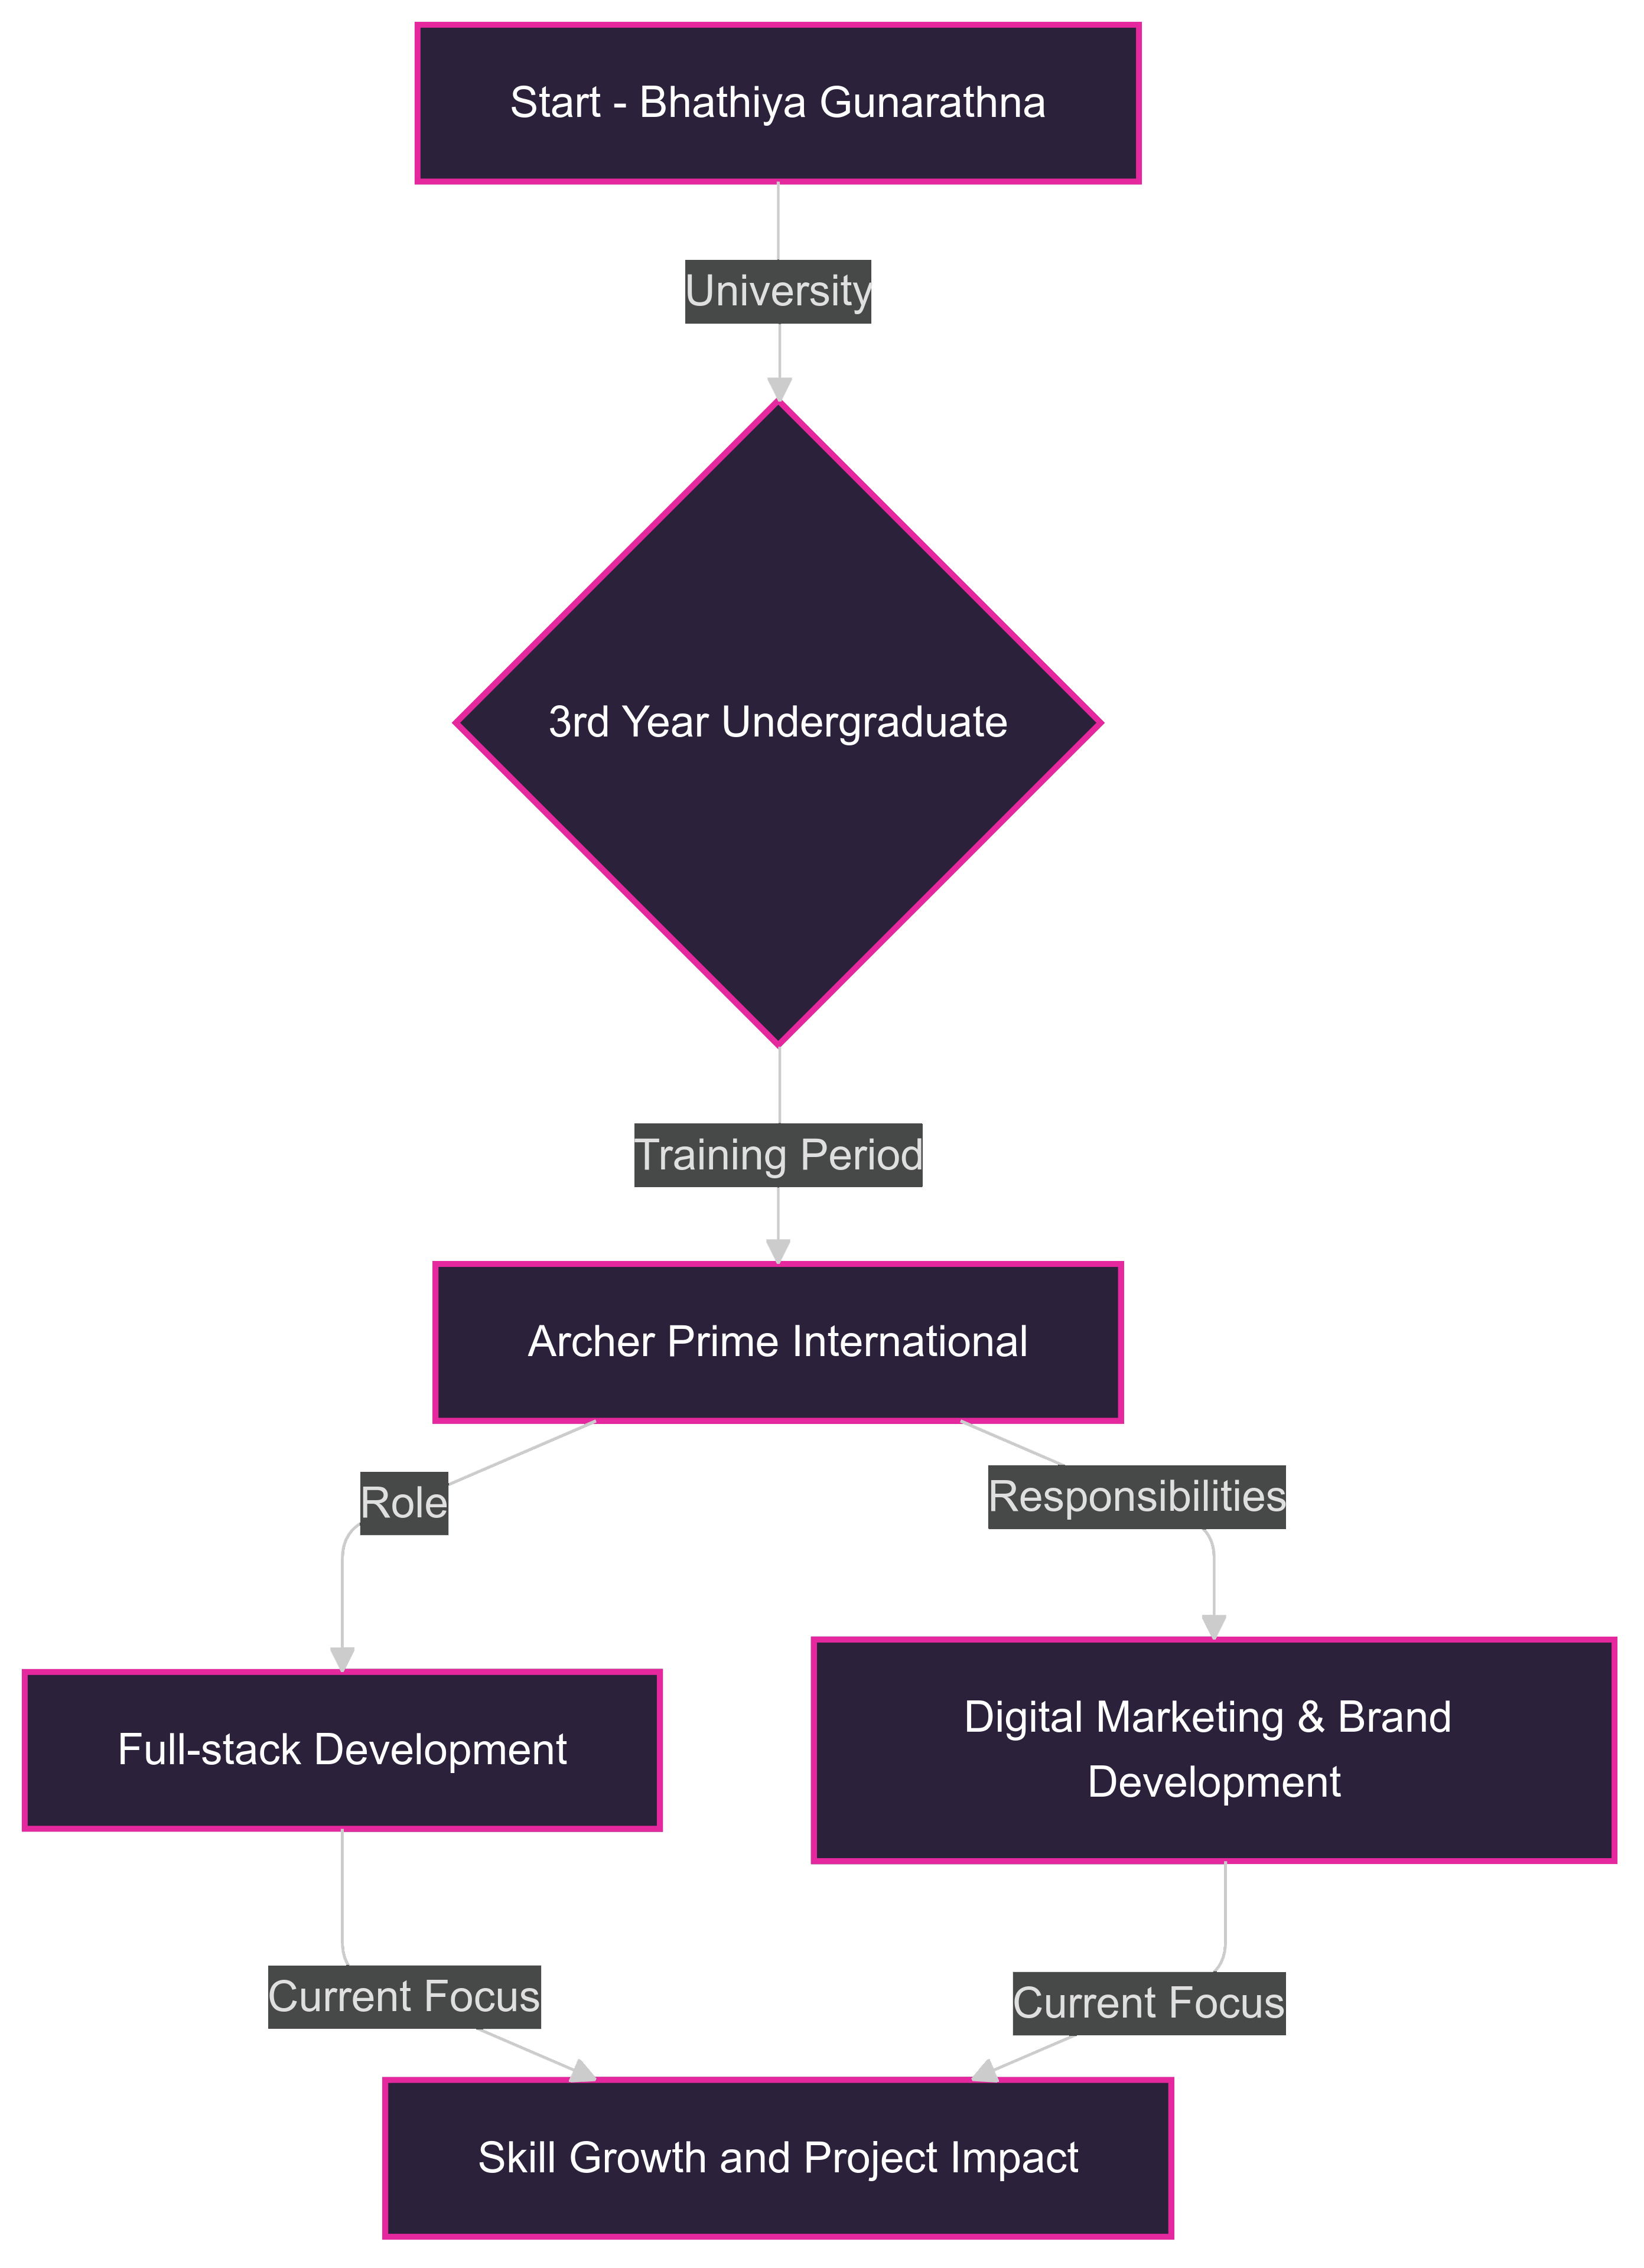 Start - Bhathiya Gunarathna
University
3rd Year Undergraduate
Training Period
Archer Prime International
Role
Responsibilities
Full-stack Development
Digital Marketing & Brand
Development
Current Focus
Current Focus
Skill Growth and Project Impact